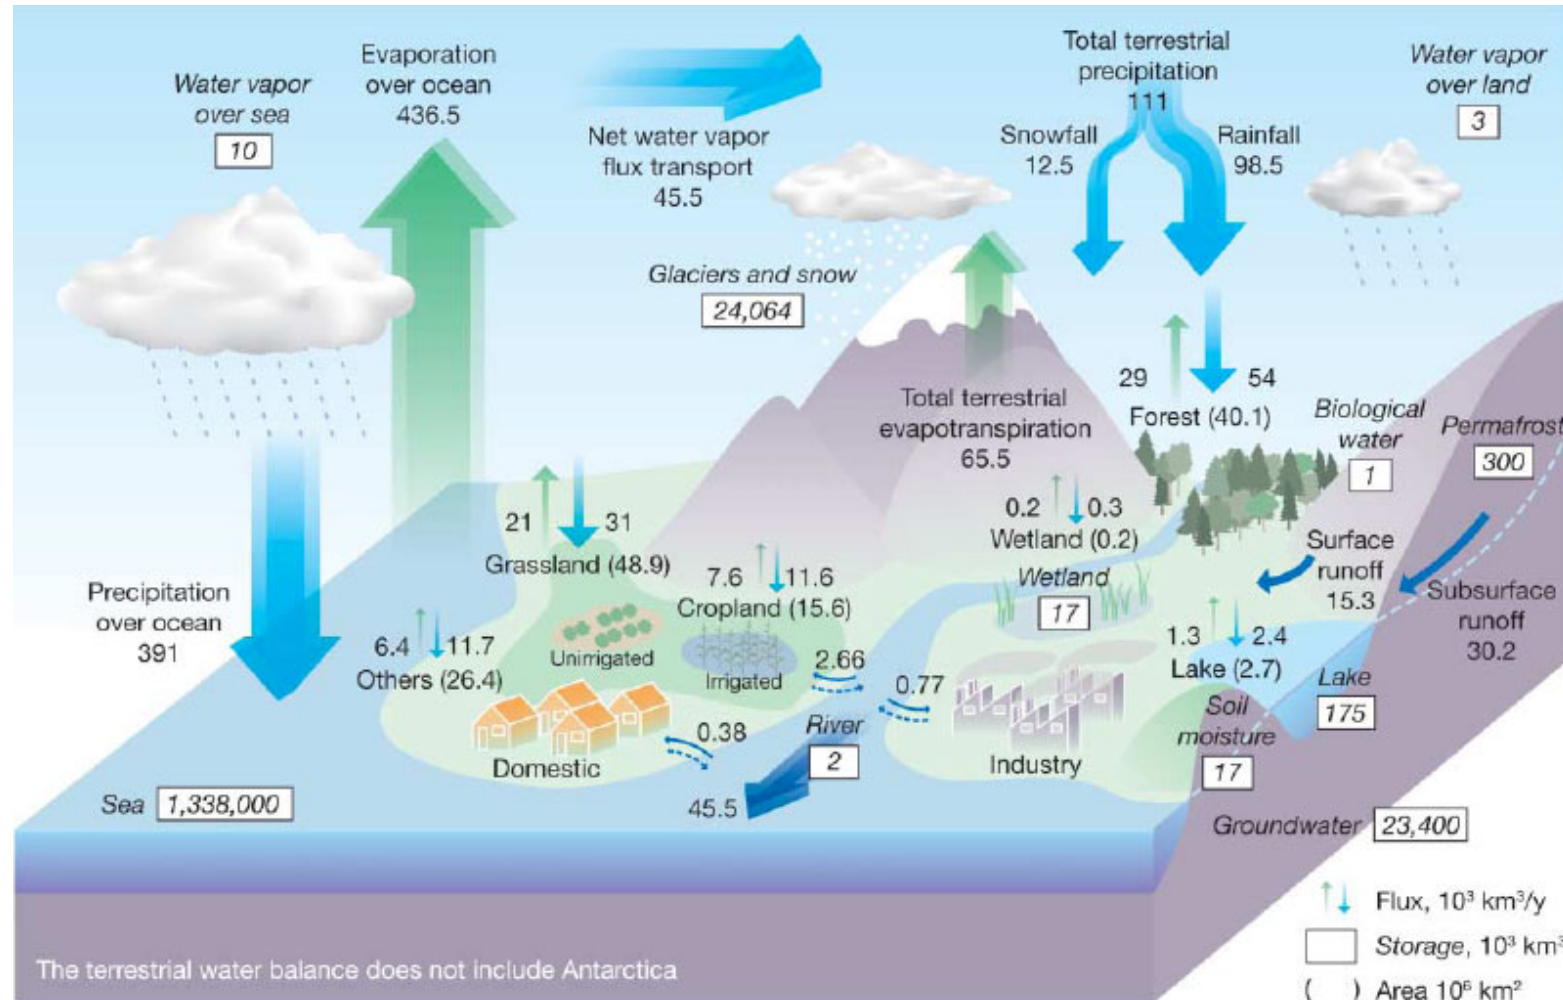 Evaporation
over ocean
436.5
Water vapor
over sea
10
Net water vapor
flux transport
45.5
Total terrestrial
precipitation
111
Snowfall
12.5
Rainfall
98.5
Water vapor
over land
3
Glaciers and snow
24,064
Total terrestrial
evapotranspiration
65.5
29 54
Forest (40.1)
Biological
water
1
Permafrost
300
Precipitation
over ocean
391
21 31
Grassland (48.9)
7.6 11.6
Cropland (15.6)
0.2 0.3
Wetland (0.2)
Wetland
17
Surface
runoff
15.3
Subsurface
runoff
30.2
6.4 11.7
Others (26.4)
Unirrigated
Irrigated
2.66
0.77
1.3 2.4
Lake (2.7)
Lake
175
Soil
moisture
17
Domestic
0.38
River
2
Industry
45.5
Sea 1,338,000
Groundwater 23,400
Flux, 10³ km³/y
Storage, 10³ km³
( ) Area 10⁶ km²
The terrestrial water balance does not include Antarctica